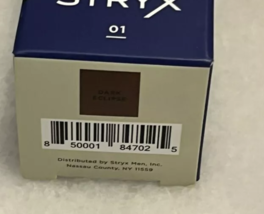 STRYX
01
8 50001 84702 5
Distributed by Stryx Men, Inc.
Nassau County, NY 11558